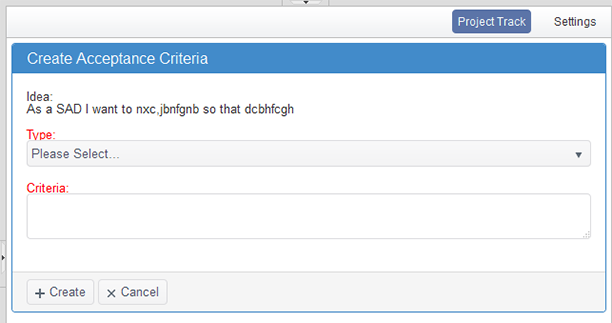 Project Track Settings
Create Acceptance Criteria
Idea:
As a SAD I want to nxc,jbnfgnb so that dcbhfcgh
Type:
Please Select...
Criteria:
Create Cancel